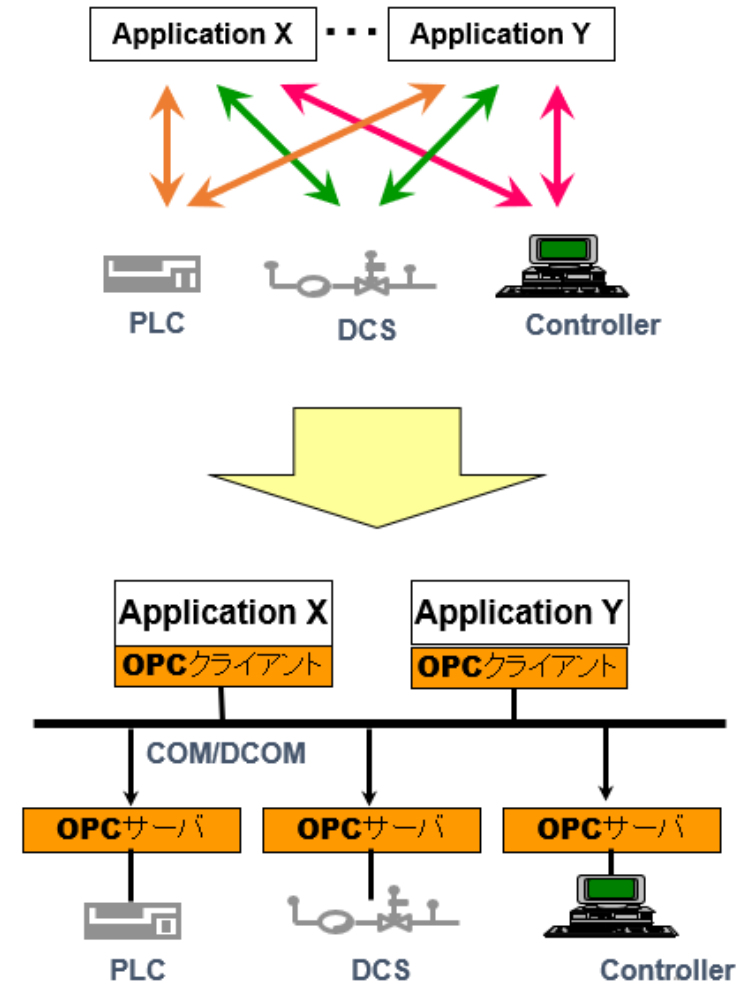 Application X ・・・ Application Y
PLC
DCS
Controller
Application X
Application Y
OPCクライアント
OPCクライアント
COM/DCOM
OPCサーバ
OPCサーバ
OPCサーバ
PLC
DCS
Controller